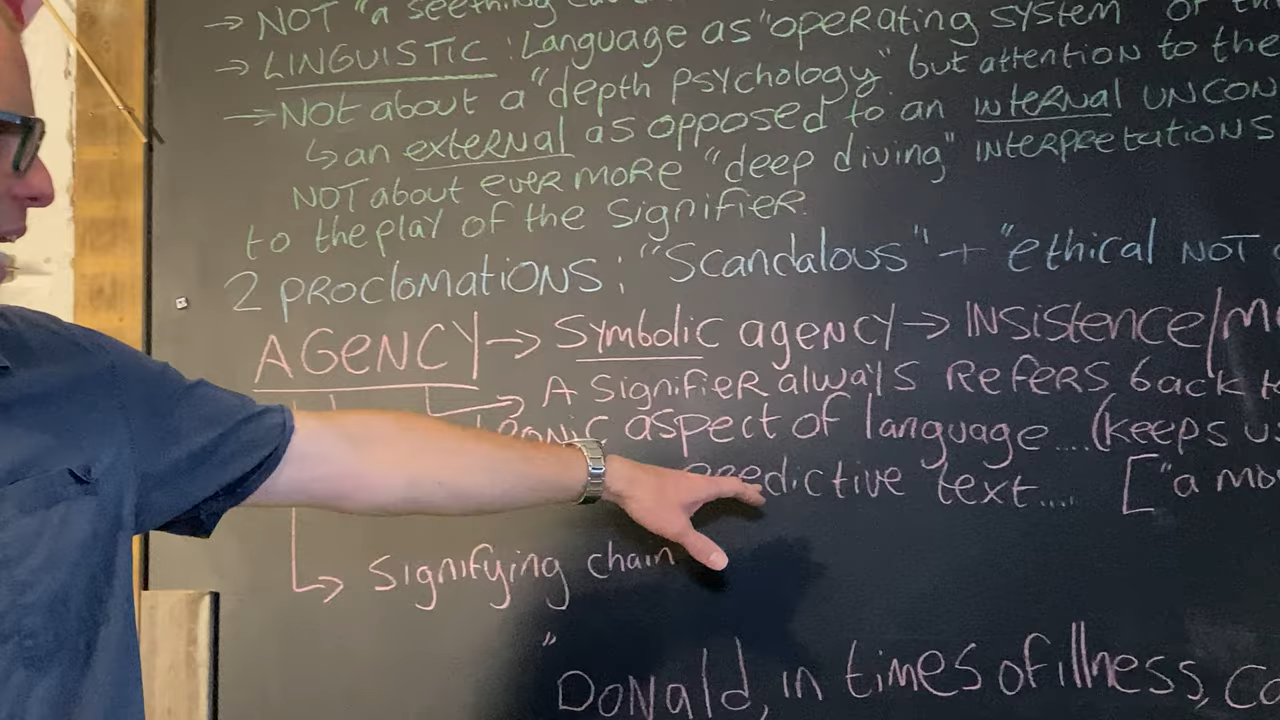 → NOT "a seething
→ LINGUISTIC : Language as "operating system" of
→ NOT about a "depth psychology" but attention to the
↳ an external as opposed to an internal UNCON
NOT about ever more "deep diving" interpretations
to the play of the signifier.
2 PROCLOMATIONS : "Scandalous" + "ethical NOT
AGENCY → Symbolic agency → INSISTENCE/
→ A signifier always refers back
aspect of language....(keeps us
predictive text.... ["a mo
↳ signifying chain
"Donald, in times of illness, co